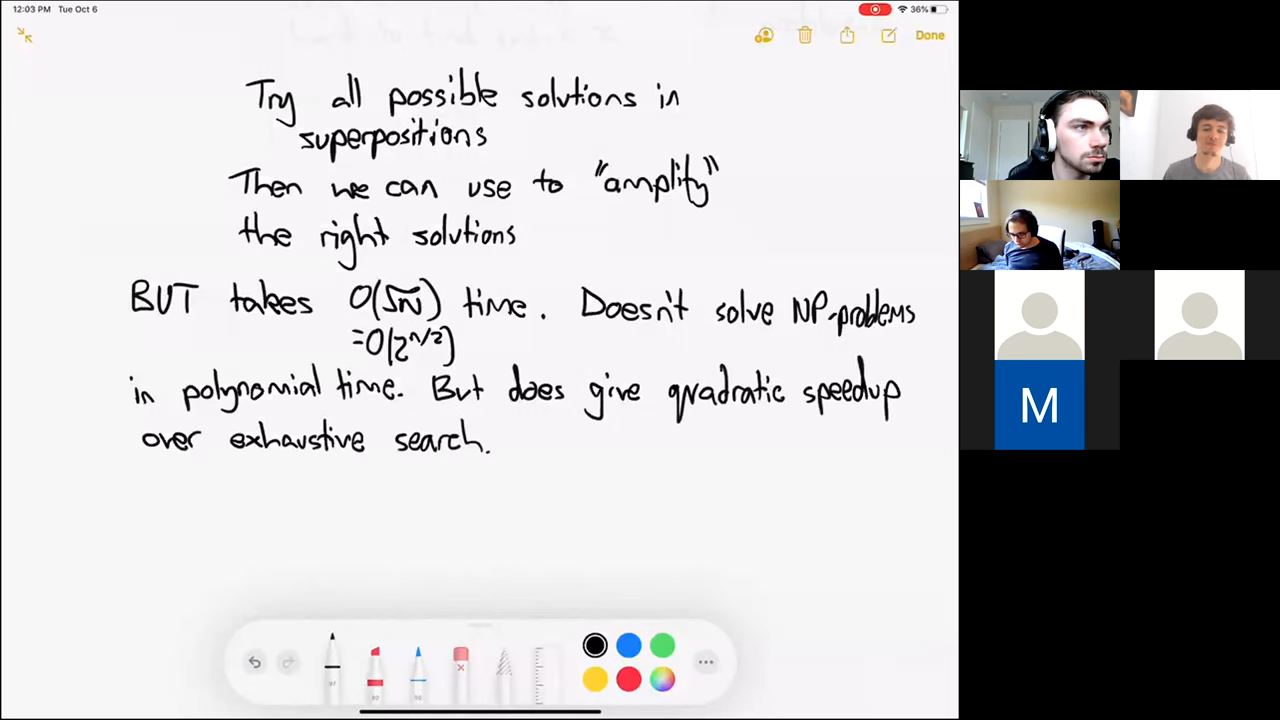 12:03 PM Tue Oct 6
36%
Done
Try all possible solutions in
superpositions
Then we can use to "amplify"
the right solutions
BUT takes O(√N) time. Doesn't solve NP-problems
=O(2^n/2)
in polynomial time. But does give quadratic speedup
over exhaustive search.
M